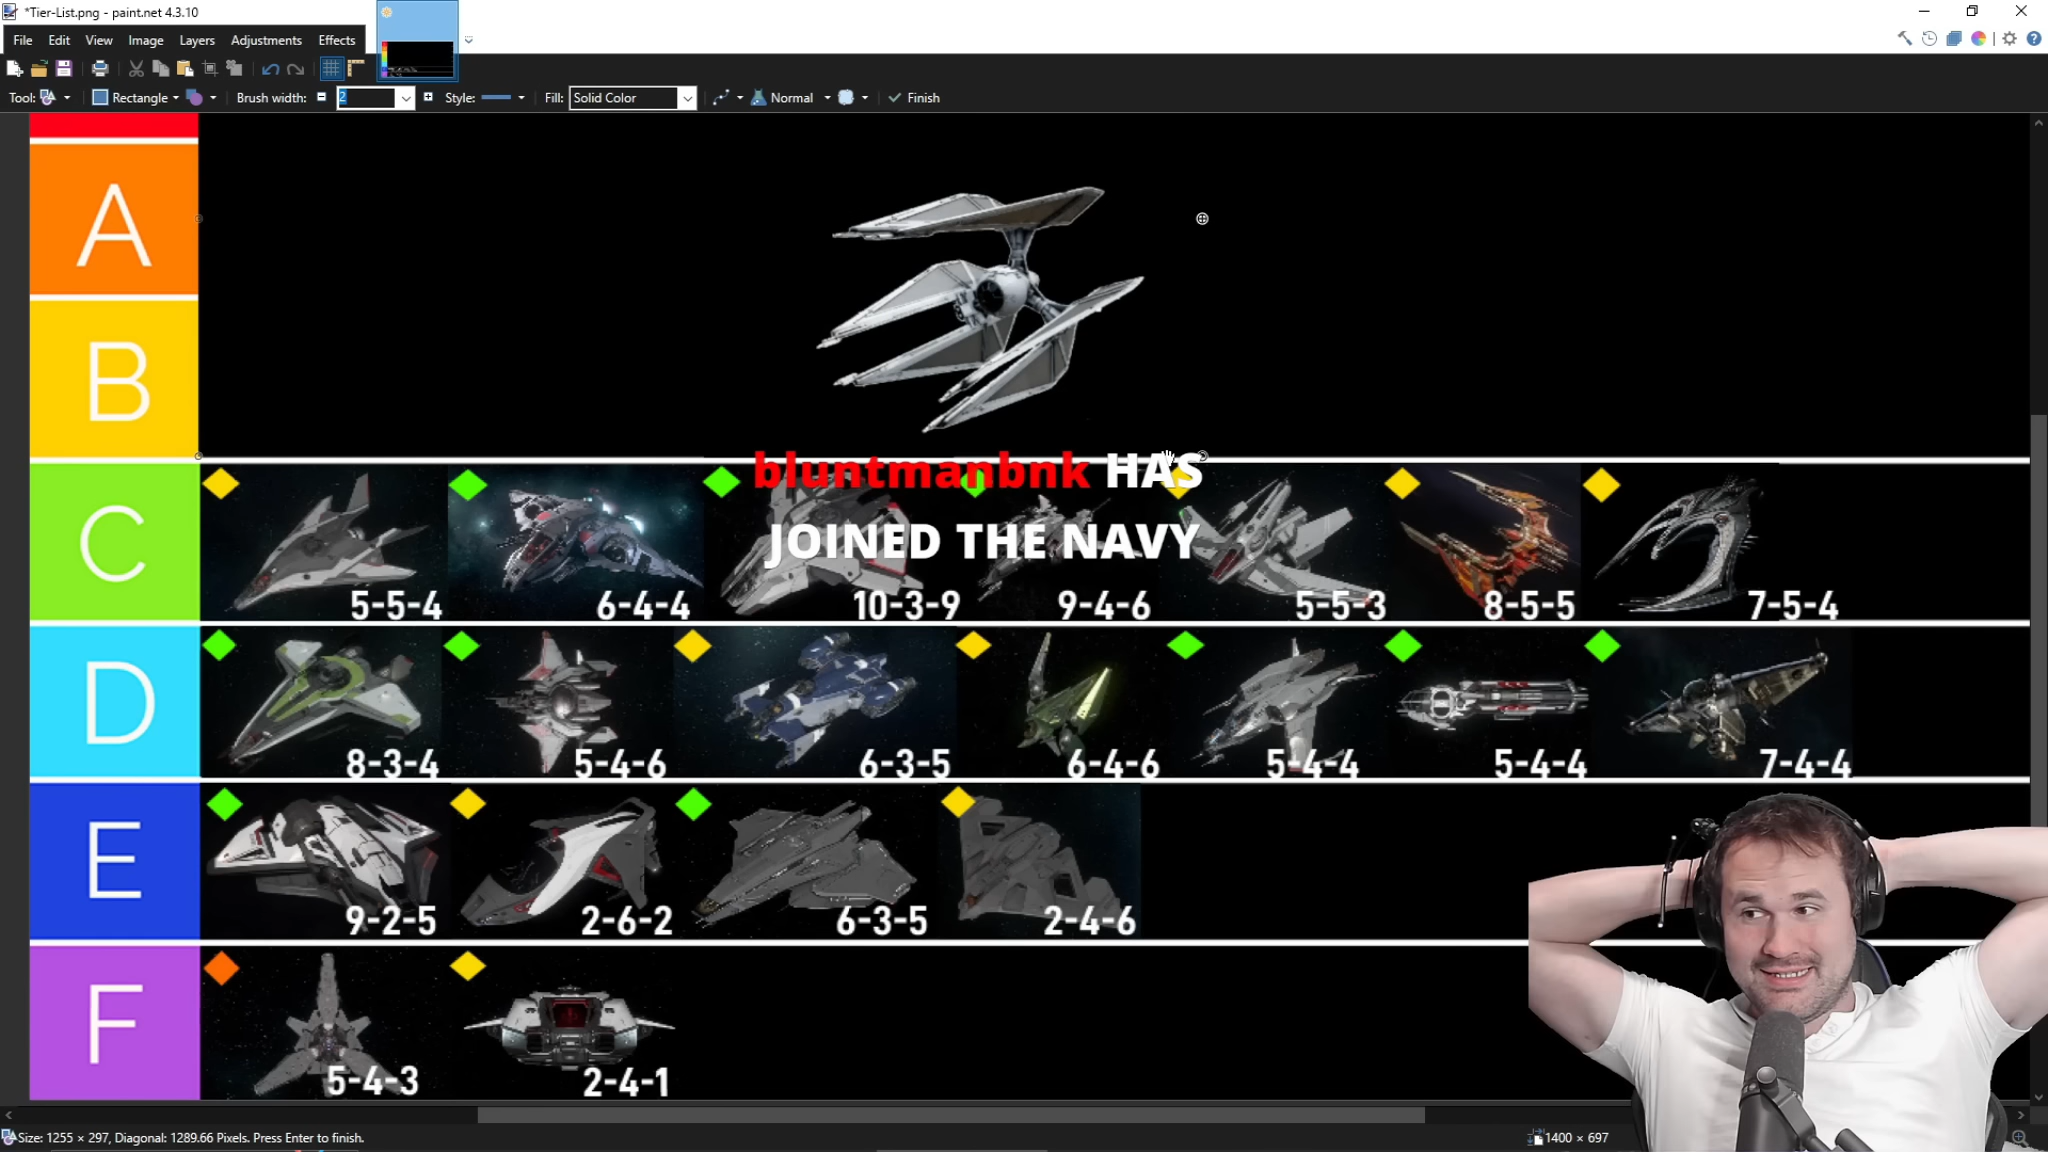 *Tier-List.png - paint.net 4.3.10
File Edit View Image Layers Adjustments Effects
Tool: Rectangle Brush width: 2 Style: Fill: Solid Color Normal Finish
A
B
bluntmanbnk HAS
JOINED THE NAVY
C
5-5-4 6-4-4 10-3-9 9-4-6 5-5-3 8-5-5 7-5-4
D
8-3-4 5-4-6 6-3-5 6-4-6 5-4-4 5-4-4 7-4-4
E
9-2-5 2-6-2 6-3-5 2-4-6
F
5-4-3 2-4-1
Size: 1255 × 297, Diagonal: 1289.66 Pixels. Press Enter to finish. 1400 × 697